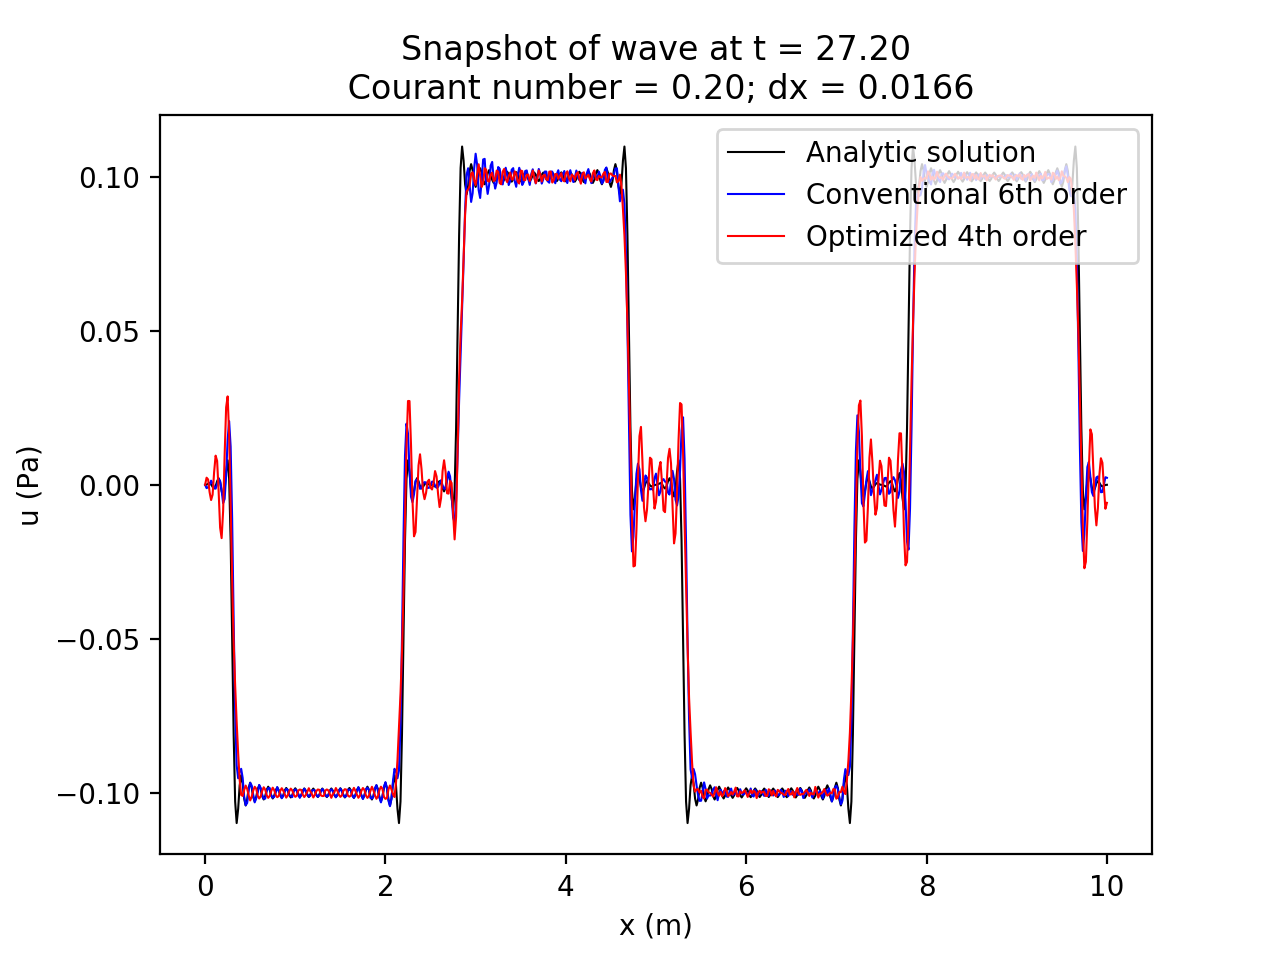 Snapshot of wave at t = 27.20
Courant number = 0.20; dx = 0.0166
Analytic solution
Conventional 6th order
Optimized 4th order
0.10
0.05
0.00
−0.05
−0.10
u (Pa)
0 2 4 6 8 10
x (m)